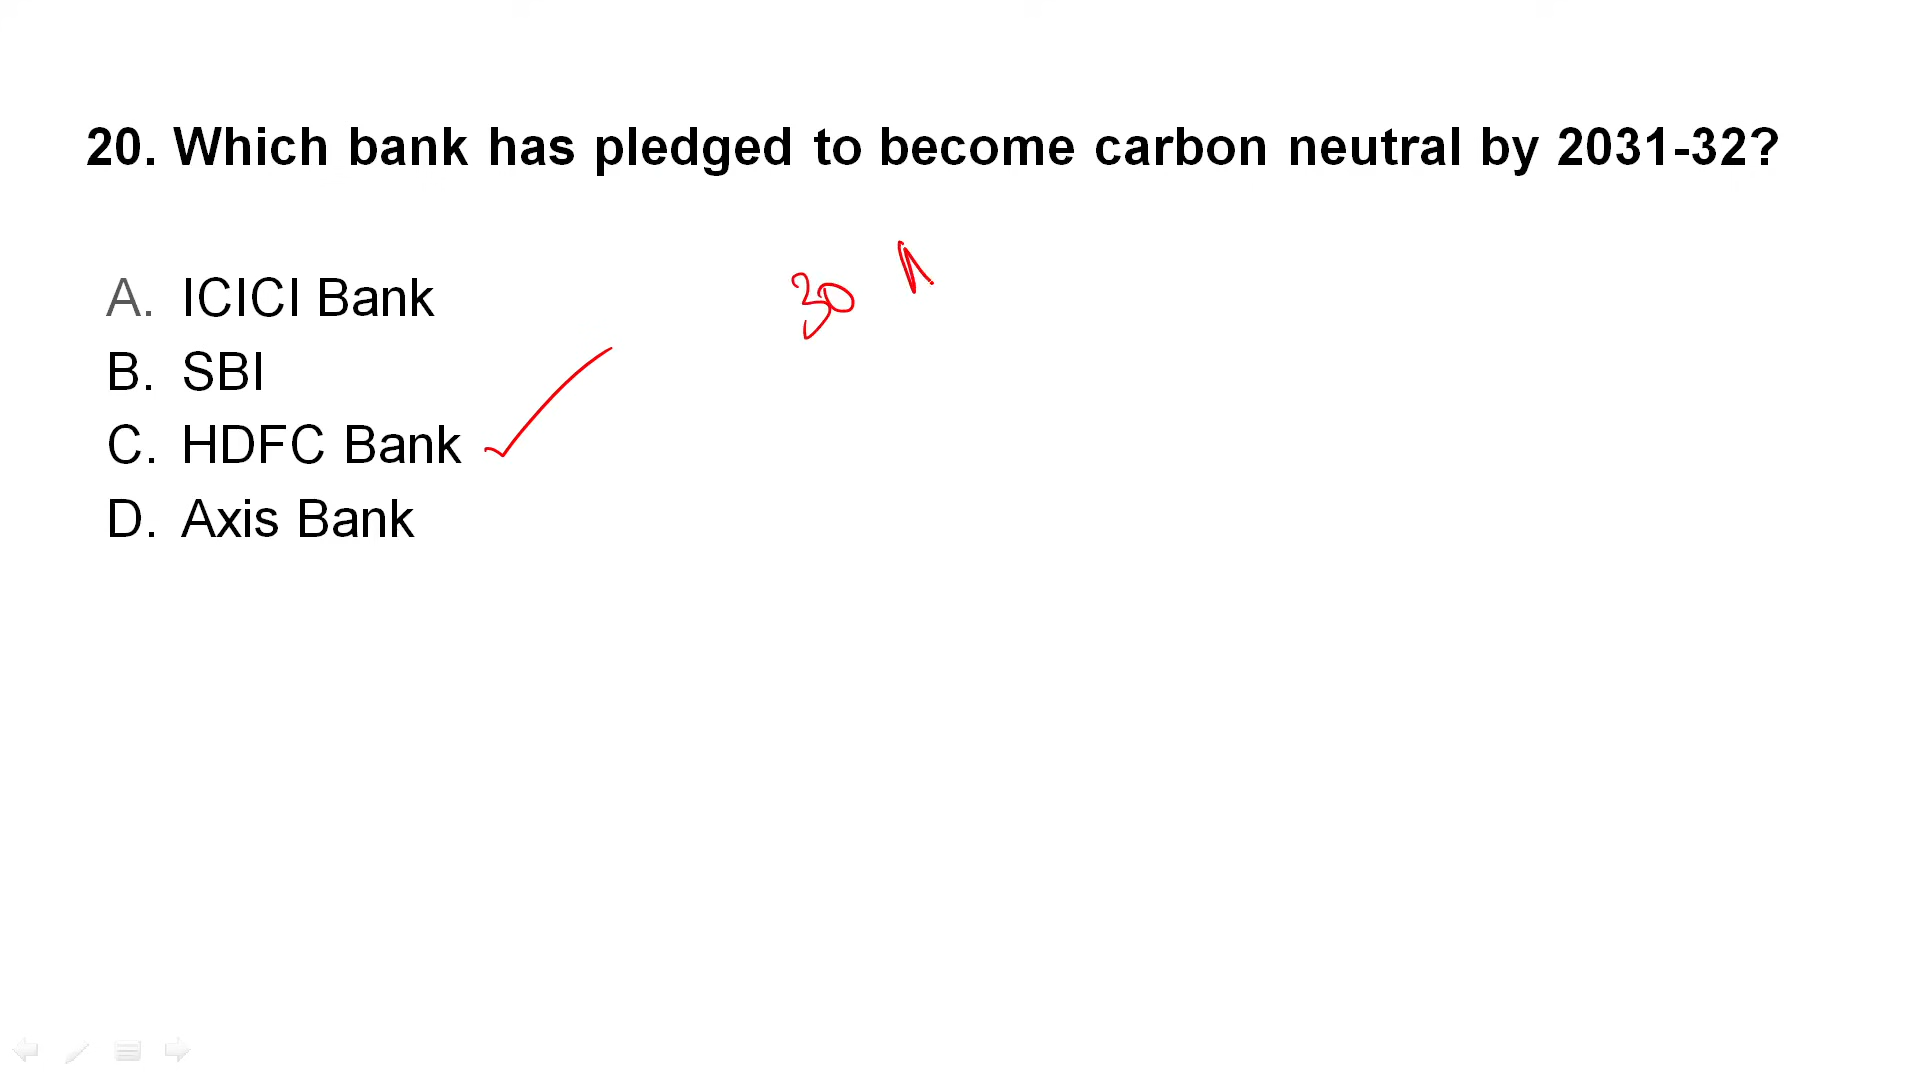 20. Which bank has pledged to become carbon neutral by 2031-32?
A. ICICI Bank
30
B. SBI
C. HDFC Bank
D. Axis Bank